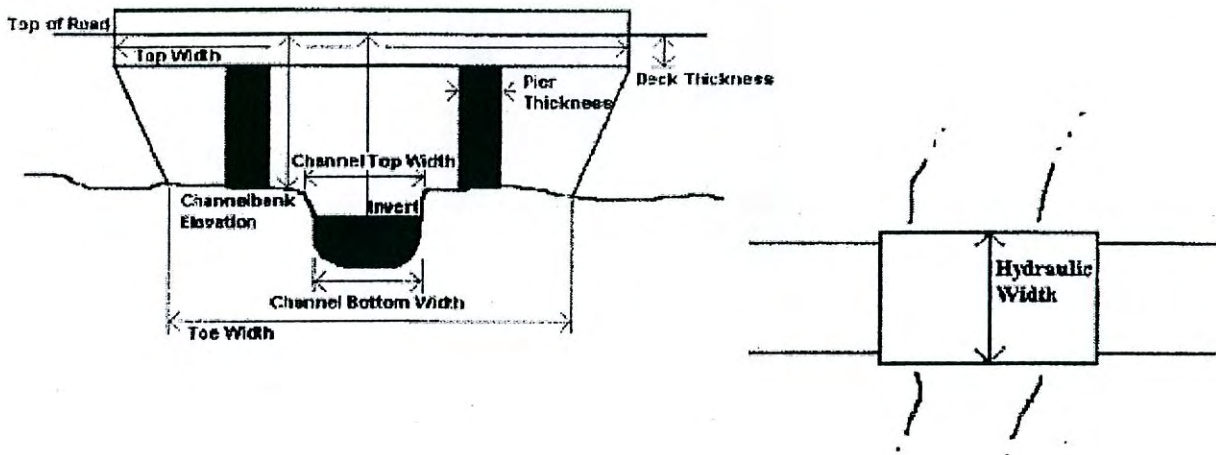 Top of Road
Top Width
Deck Thickness
Pier
Thickness
Channel Top Width
Channelbank
Elevation
Invert
Channel Bottom Width
Toe Width
Hydraulic
Width